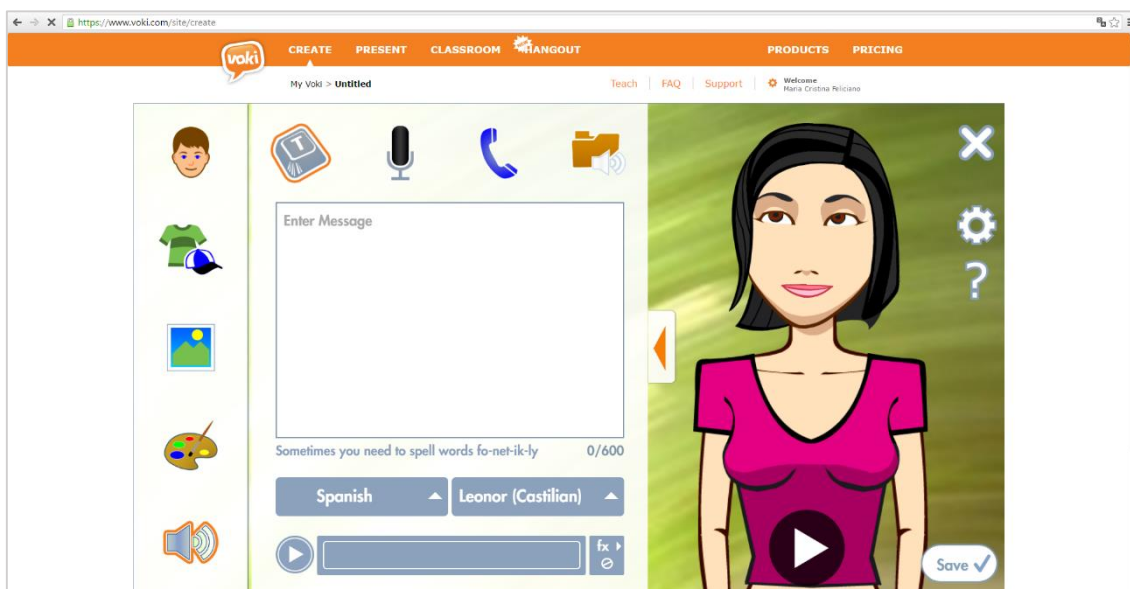 https://www.voki.com/site/create
voki
CREATE PRESENT CLASSROOM HANGOUT PRODUCTS PRICING
My Voki > Untitled
Teach FAQ Support Welcome
Maria Cristina Feliciano
T
Enter Message
?
Sometimes you need to spell words fo-net-ik-ly 0/600
Spanish Leonor (Castilian)
fx
Save